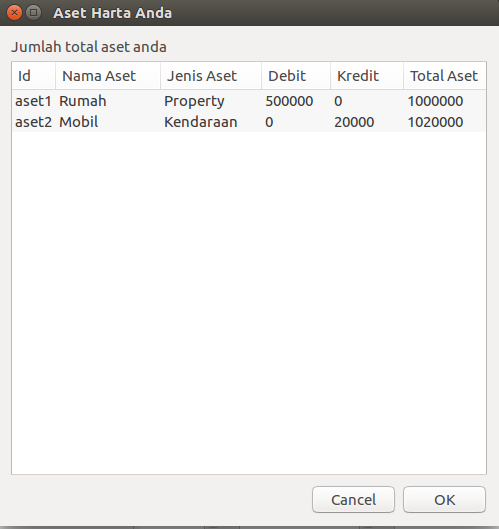 Aset Harta Anda
Jumlah total aset anda
Id Nama Aset Jenis Aset Debit Kredit Total Aset
aset1 Rumah Property 500000 0 1000000
aset2 Mobil Kendaraan 0 20000 1020000
Cancel OK